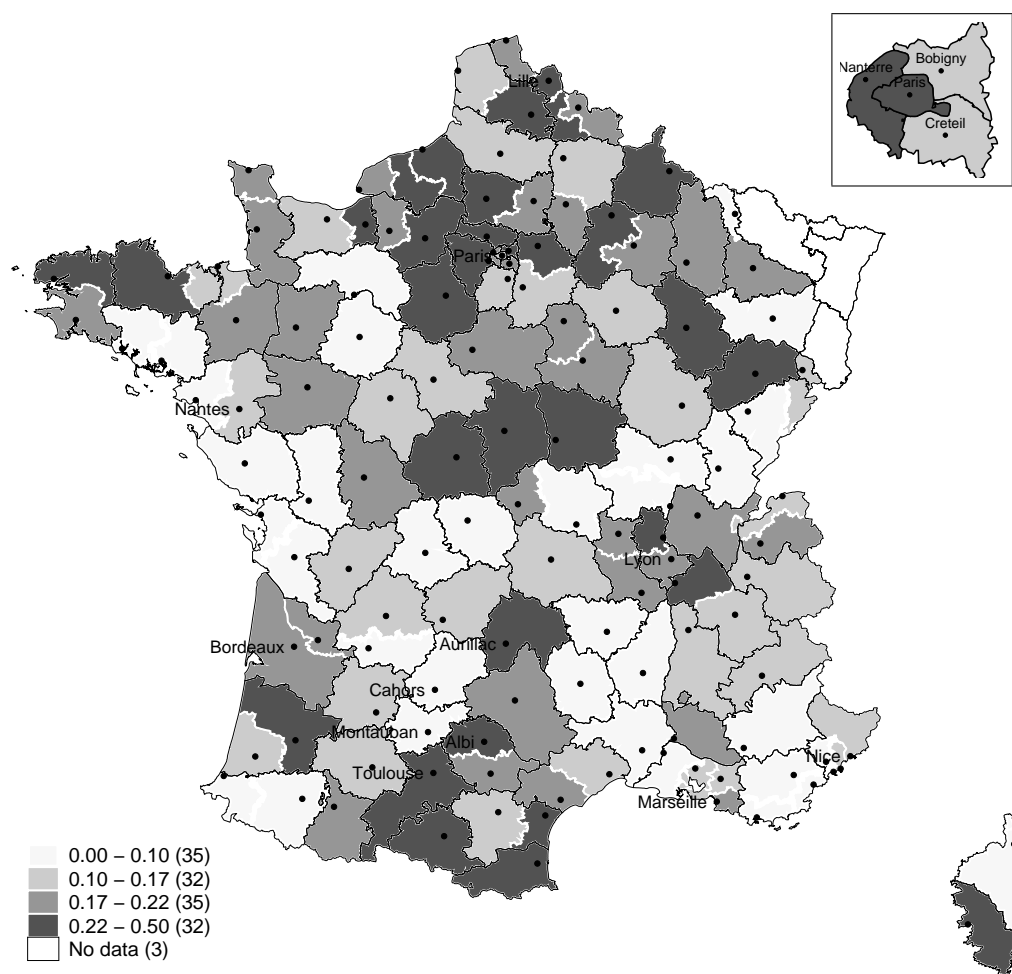 Bobigny
Nanterre
Paris
Creteil
Lille
Paris
Nantes
Lyon
Bordeaux
Aurillac
Cahors
Montauban
Albi
Nice
Toulouse
Marseille
0.00 − 0.10 (35)
0.10 − 0.17 (32)
0.17 − 0.22 (35)
0.22 − 0.50 (32)
No data (3)